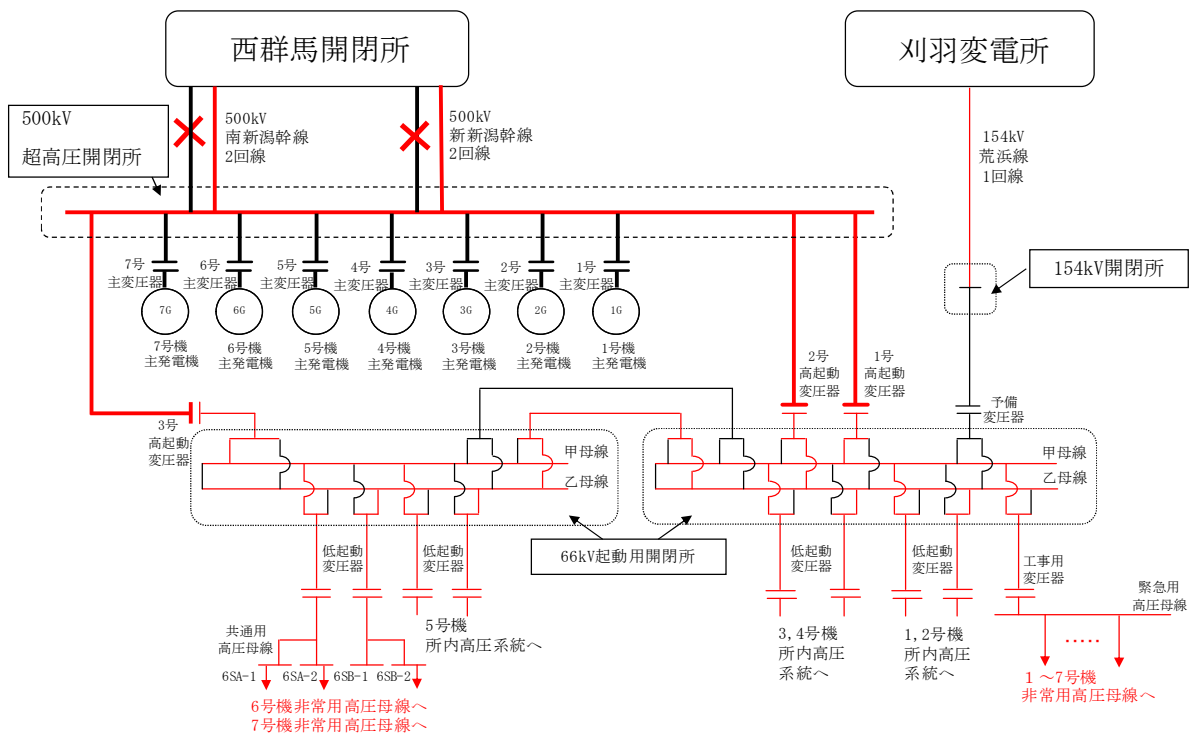 西群馬開閉所
刈羽変電所
500kV
超高圧開閉所
500kV
南新潟幹線
2回線
500kV
新新潟幹線
2回線
154kV
荒浜線
1回線
154kV開閉所
7号
主変圧器
6号
主変圧器
5号
主変圧器
4号
主変圧器
3号
主変圧器
2号
主変圧器
1号
主変圧器
7G
6G
5G
4G
3G
2G
1G
7号機
主発電機
6号機
主発電機
5号機
主発電機
4号機
主発電機
3号機
主発電機
2号機
主発電機
1号機
主発電機
2号
高起動
変圧器
1号
高起動
変圧器
予備
変圧器
3号
高起動
変圧器
甲母線
乙母線
甲母線
乙母線
66kV起動用開閉所
低起動
変圧器
低起動
変圧器
低起動
変圧器
低起動
変圧器
工事用
変圧器
緊急用
高圧母線
共通用
高圧母線
5号機
所内高圧系統へ
3,4号機
所内高圧
系統へ
1,2号機
所内高圧
系統へ
.....
6SA-1
6SA-2
6SB-1
6SB-2
6号機非常用高圧母線へ
7号機非常用高圧母線へ
1～7号機
非常用高圧母線へ